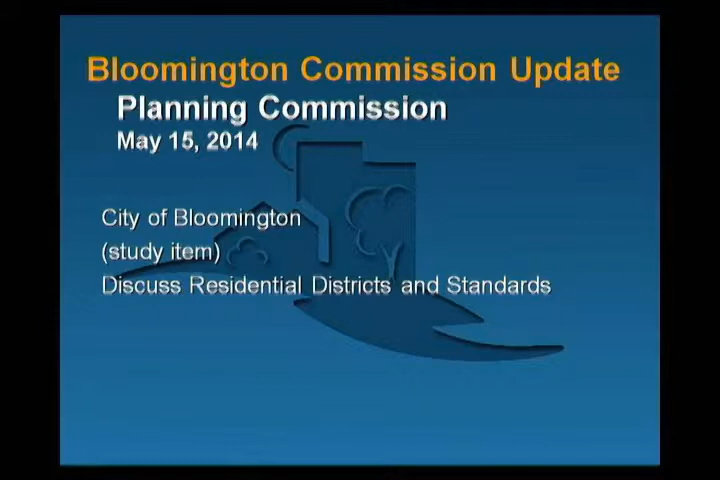 Bloomington Commission Update
Planning Commission
May 15, 2014
City of Bloomington
(study item)
Discuss Residential Districts and Standards